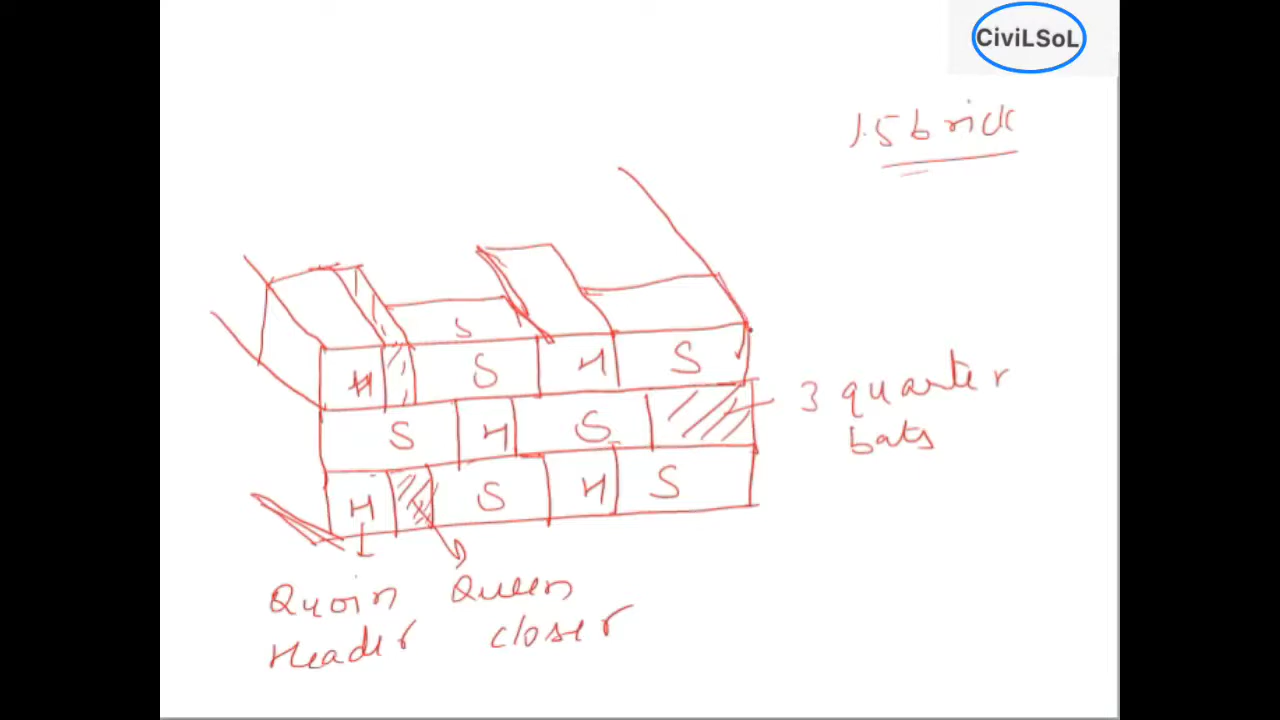 CiviLSoL
1.5 brick
S
H S H S
S H S 3 quarter
bats
H S H S
Quoin Queen
Header closer